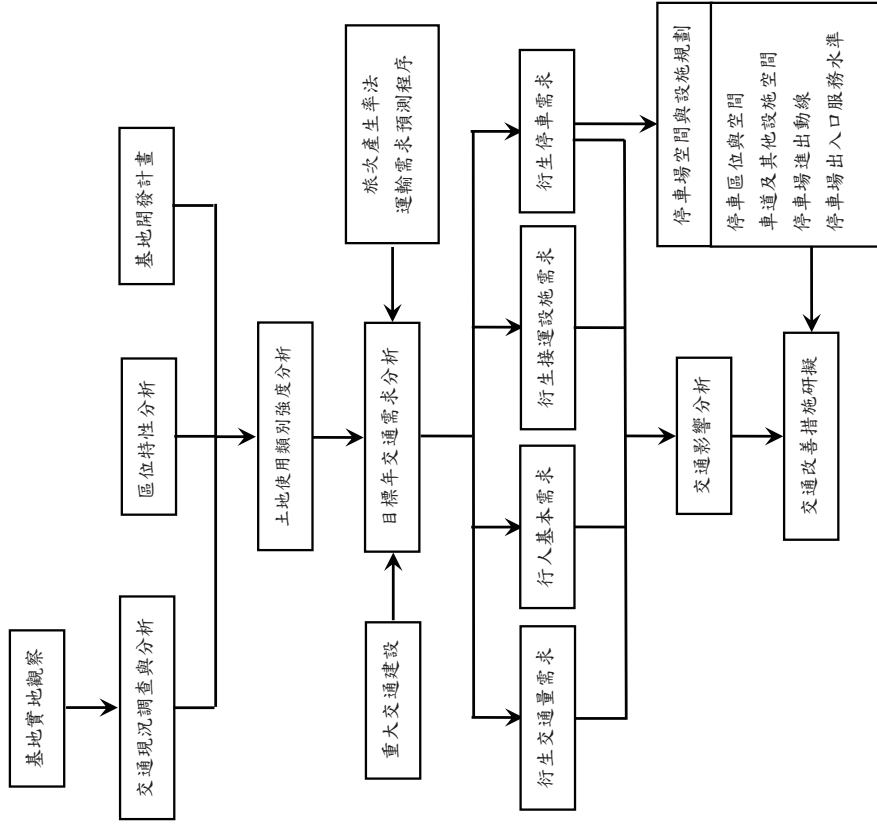 基地實地觀察
交通現況調查與分析
區位特性分析
基地開發計畫
土地使用類別強度分析
重大交通建設
目標年交通需求分析
旅次產生率法
運輸需求預測程序
衍生交通量需求
行人基本需求
衍生接運設施需求
衍生停車需求
交通影響分析
停車場空間與設施規劃
停車區位與空間
車道及其他設施空間
停車場進出動線
停車場出入口服務水準
交通改善措施研擬